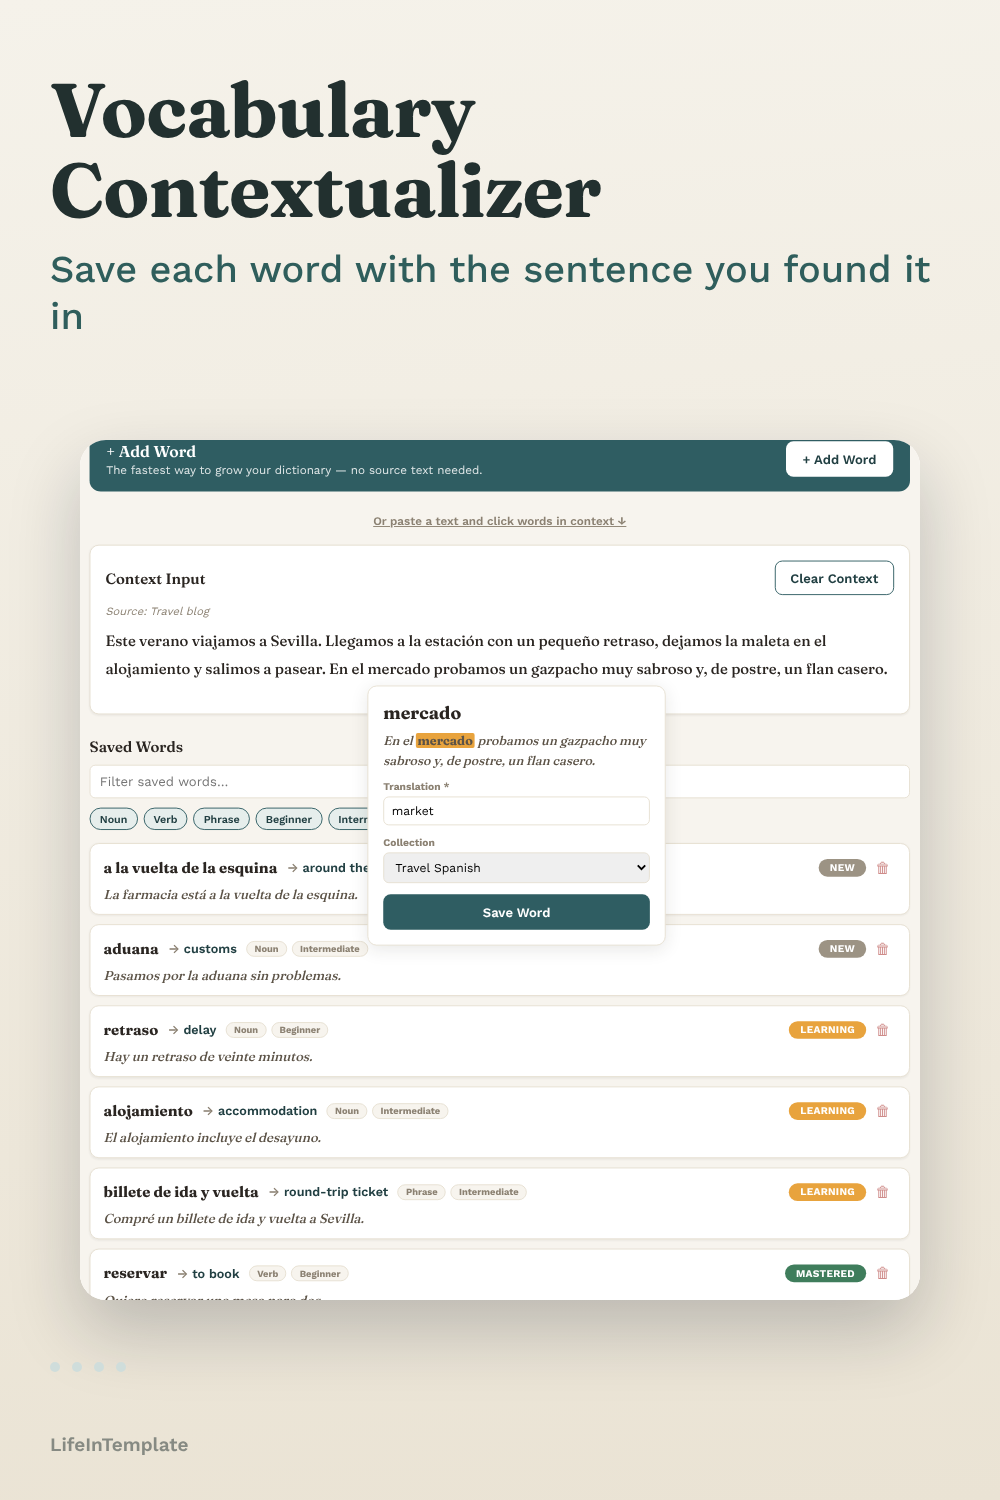 Vocabulary
Contextualizer
Save each word with the sentence you found it
in
+ Add Word
The fastest way to grow your dictionary — no source text needed.
+ Add Word
Or paste a text and click words in context ↓
Context Input
Clear Context
Source: Travel blog
Este verano viajamos a Sevilla. Llegamos a la estación con un pequeño retraso, dejamos la maleta en el
alojamiento y salimos a pasear. En el mercado probamos un gazpacho muy sabroso y, de postre, un flan casero.
mercado
En el mercado probamos un gazpacho muy
sabroso y, de postre, un flan casero.
Translation *
market
Collection
Travel Spanish
Save Word
Saved Words
Filter saved words...
Noun Verb Phrase Beginner
a la vuelta de la esquina → around the NEW
La farmacia está a la vuelta de la esquina.
aduana → customs Noun Intermediate NEW
Pasamos por la aduana sin problemas.
retraso → delay Noun Beginner LEARNING
Hay un retraso de veinte minutos.
alojamiento → accommodation Noun Intermediate LEARNING
El alojamiento incluye el desayuno.
billete de ida y vuelta → round-trip ticket Phrase Intermediate LEARNING
Compré un billete de ida y vuelta a Sevilla.
reservar → to book Verb Beginner MASTERED
LifeInTemplate